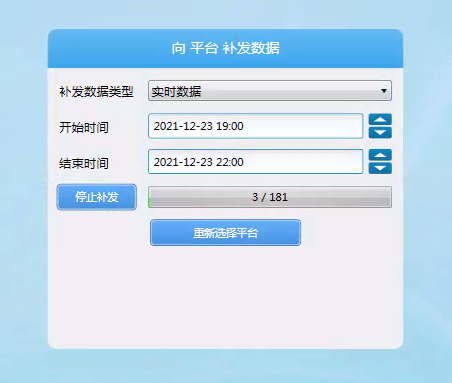 向 平台 补发数据
补发数据类型 实时数据
开始时间 2021-12-23 19:00
结束时间 2021-12-23 22:00
停止补发 3 / 181
重新选择平台